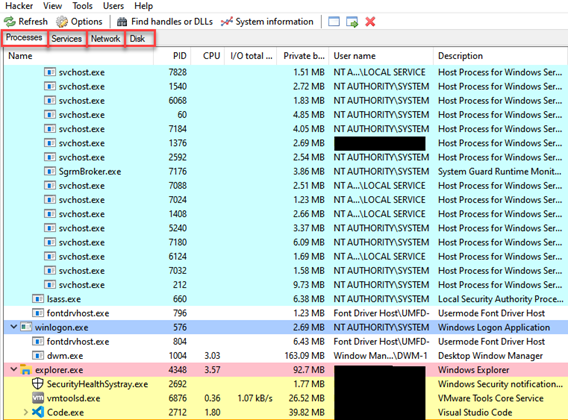 Hacker View Tools Users Help
Refresh Options Find handles or DLLs System information
Processes Services Network Disk
Name PID CPU I/O total ... Private b... User name Description
svchost.exe 7828 1.51 MB NT A...\LOCAL SERVICE Host Process for Windows Ser...
svchost.exe 1540 2.72 MB NT AUTHORITY\SYSTEM Host Process for Windows Ser...
svchost.exe 6068 1.83 MB NT AUTHORITY\SYSTEM Host Process for Windows Ser...
svchost.exe 60 4.85 MB NT AUTHORITY\SYSTEM Host Process for Windows Ser...
svchost.exe 7184 4.05 MB NT AUTHORITY\SYSTEM Host Process for Windows Ser...
svchost.exe 1376 2.69 MB Host Process for Windows Ser...
svchost.exe 2592 2.54 MB NT AUTHORITY\SYSTEM Host Process for Windows Ser...
SgrmBroker.exe 7176 3.86 MB NT AUTHORITY\SYSTEM System Guard Runtime Monit...
svchost.exe 7088 2.51 MB NT A...\LOCAL SERVICE Host Process for Windows Ser...
svchost.exe 7024 1.23 MB NT A...\LOCAL SERVICE Host Process for Windows Ser...
svchost.exe 1408 2.66 MB NT A...\LOCAL SERVICE Host Process for Windows Ser...
svchost.exe 5240 3.37 MB NT AUTHORITY\SYSTEM Host Process for Windows Ser...
svchost.exe 7180 6.09 MB NT AUTHORITY\SYSTEM Host Process for Windows Ser...
svchost.exe 6124 1.69 MB NT A...\LOCAL SERVICE Host Process for Windows Ser...
svchost.exe 7032 1.58 MB NT AUTHORITY\SYSTEM Host Process for Windows Ser...
svchost.exe 212 9.73 MB NT AUTHORITY\SYSTEM Host Process for Windows Ser...
lsass.exe 660 6.38 MB NT AUTHORITY\SYSTEM Local Security Authority Proce...
fontdrvhost.exe 796 1.23 MB Font Driver Host\UMFD- Usermode Font Driver Host
winlogon.exe 576 2.69 MB NT AUTHORITY\SYSTEM Windows Logon Application
fontdrvhost.exe 804 6.43 MB Font Driver Host\UMFD- Usermode Font Driver Host
dwm.exe 1004 3.03 163.09 MB Window Man...\DWM-1 Desktop Window Manager
explorer.exe 4348 3.57 92.7 MB Windows Explorer
SecurityHealthSystray.exe 2692 1.77 MB Windows Security notification...
vm vmtoolsd.exe 6876 0.36 1.07 kB/s 26.52 MB VMware Tools Core Service
Code.exe 2712 1.80 39.82 MB Visual Studio Code